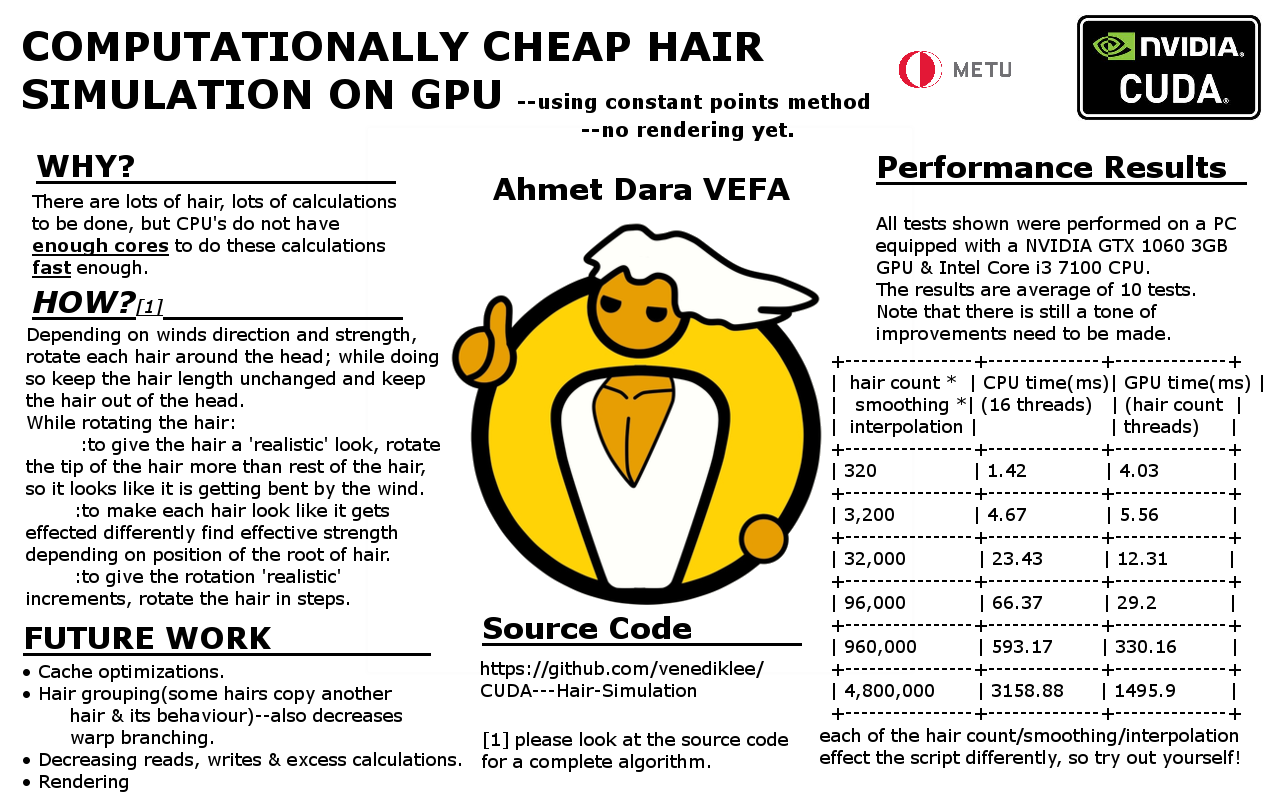 COMPUTATIONALLY CHEAP HAIR
SIMULATION ON GPU --using constant points method
--no rendering yet.
METU
NVIDIA.
CUDA.
WHY?
There are lots of hair, lots of calculations
to be done, but CPU's do not have
enough cores to do these calculations
fast enough.
HOW?[1]
Depending on winds direction and strength,
rotate each hair around the head; while doing
so keep the hair length unchanged and keep
the hair out of the head.
While rotating the hair:
:to give the hair a 'realistic' look, rotate
the tip of the hair more than rest of the hair,
so it looks like it is getting bent by the wind.
:to make each hair look like it gets
effected differently find effective strength
depending on position of the root of hair.
:to give the rotation 'realistic'
increments, rotate the hair in steps.
FUTURE WORK
• Cache optimizations.
• Hair grouping(some hairs copy another
hair & its behaviour)--also decreases
warp branching.
• Decreasing reads, writes & excess calculations.
• Rendering
Ahmet Dara VEFA
Source Code
https://github.com/venediklee/
CUDA---Hair-Simulation
[1] please look at the source code
for a complete algorithm.
Performance Results
All tests shown were performed on a PC
equipped with a NVIDIA GTX 1060 3GB
GPU & Intel Core i3 7100 CPU.
The results are average of 10 tests.
Note that there is still a tone of
improvements need to be made.
+--------------+-------------+-------------+
| hair count * | CPU time(ms)| GPU time(ms) |
| smoothing *| (16 threads) | (hair count |
| interpolation | | threads) |
+--------------+-------------+-------------+
| 320 | 1.42 | 4.03 |
+--------------+-------------+-------------+
| 3,200 | 4.67 | 5.56 |
+--------------+-------------+-------------+
| 32,000 | 23.43 | 12.31 |
+--------------+-------------+-------------+
| 96,000 | 66.37 | 29.2 |
+--------------+-------------+-------------+
| 960,000 | 593.17 | 330.16 |
+--------------+-------------+-------------+
| 4,800,000 | 3158.88 | 1495.9 |
+--------------+-------------+-------------+
each of the hair count/smoothing/interpolation
effect the script differently, so try out yourself!